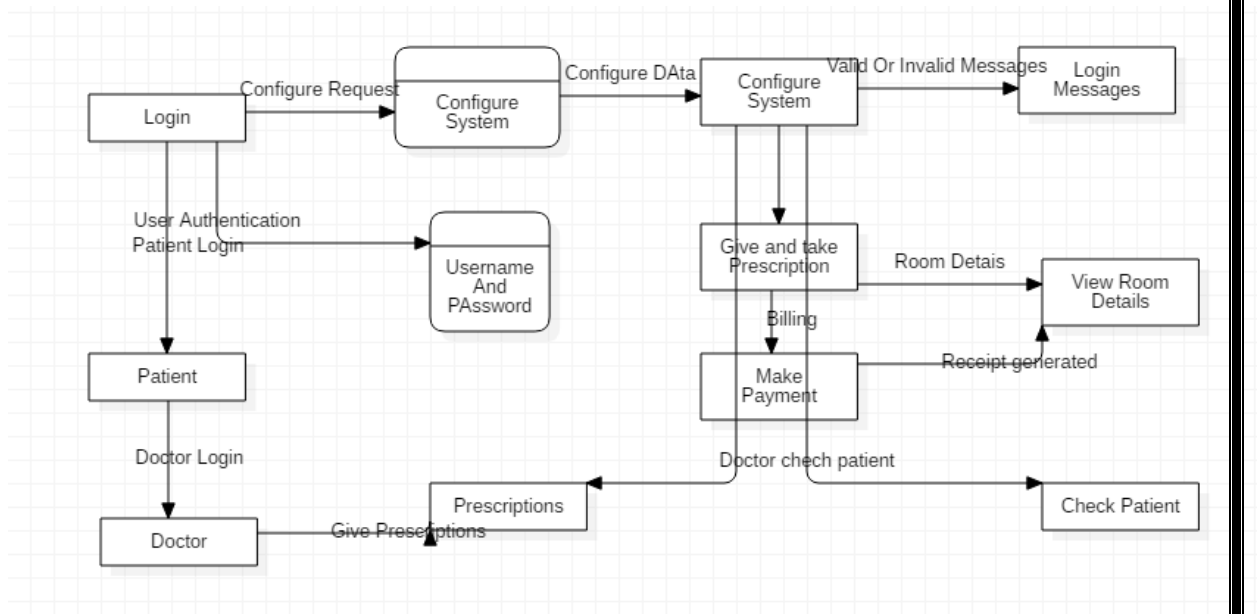 Configure Request
Configure DAta
Valid Or Invalid Messages
Login
Messages
Configure
System
Configure
System
Login
User Authentication
Patient Login
Username
And
PAssword
Give and take
Prescription
Room Detais
View Room
Details
Billing
Receipt generated
Patient
Make
Payment
Doctor Login
Doctor chech patient
Prescriptions
Check Patient
Give Prescriptions
Doctor